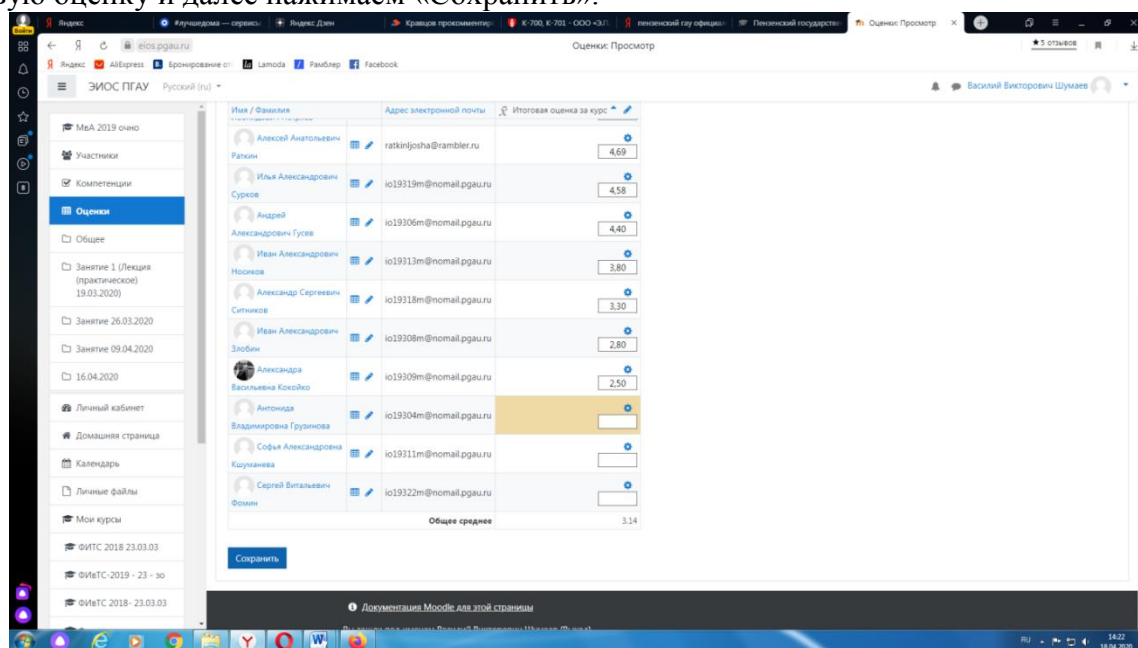 вую оценку и далее нажимаем «Сохранить».
Войти
Яндекс
#лучшедома — сервисы
Яндекс.Дзен
Кравцов прокомментир
К-700, К-701 - ООО «З.П.
пензенский гау официал
Пензенский государстве
Оценки: Просмотр
eios.pgau.ru
Оценки: Просмотр
★ 5 отзывов
Яндекс
AliExpress
Бронирование от
Lamoda
Рамблер
Facebook
ЭИОС ПГАУ Русский (ru)
Василий Викторович Шумаев
МвА 2019 очно
Участники
Компетенции
Оценки
Общее
Занятие 1 (Лекция
(практическое)
19.03.2020)
Занятие 26.03.2020
Занятие 09.04.2020
16.04.2020
Личный кабинет
Домашняя страница
Календарь
Личные файлы
Мои курсы
ФИТС 2018 23.03.03
ФИвТС-2019 - 23 - зо
ФИвТС 2018- 23.03.03
Имя / Фамилия Адрес электронной почты Итоговая оценка за курс
Алексей Анатольевич
Раткин ratkinljosha@rambler.ru 4,69
Илья Александрович
Сурков io19319m@nomail.pgau.ru 4,58
Андрей
Александрович Гусев io19306m@nomail.pgau.ru 4,40
Иван Александрович
Носиков io19313m@nomail.pgau.ru 3,80
Александр Сергеевич
Ситников io19318m@nomail.pgau.ru 3,30
Иван Александрович
Злобин io19308m@nomail.pgau.ru 2,80
Александра
Васильевна Кокойко io19309m@nomail.pgau.ru 2,50
Антонида
Владимировна Грузинова io19304m@nomail.pgau.ru
Софья Александровна
Кшуманева io19311m@nomail.pgau.ru
Сергей Витальевич
Фомин io19322m@nomail.pgau.ru
Общее среднее 3.14
Сохранить
Документация Moodle для этой страницы
RU
14:22
18.04.2020